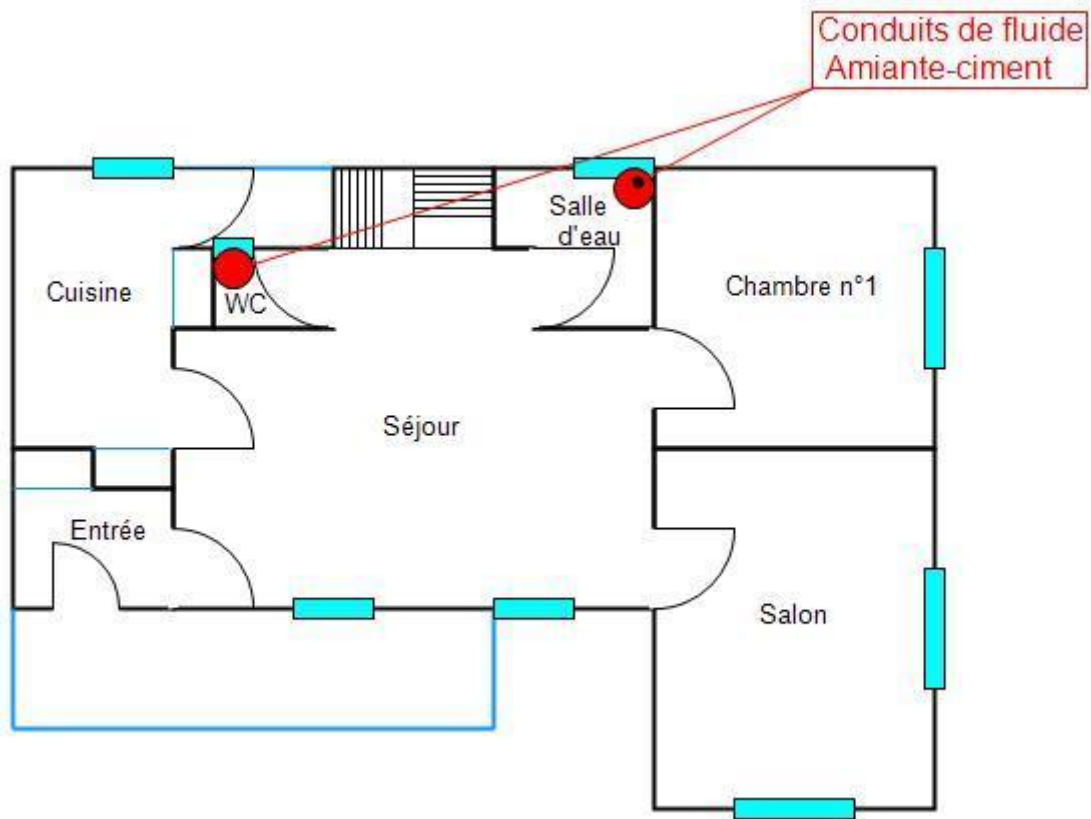 Conduits de fluide
Amiante-ciment
Salle
d'eau
Cuisine
WC
Chambre n°1
Séjour
Entrée
Salon